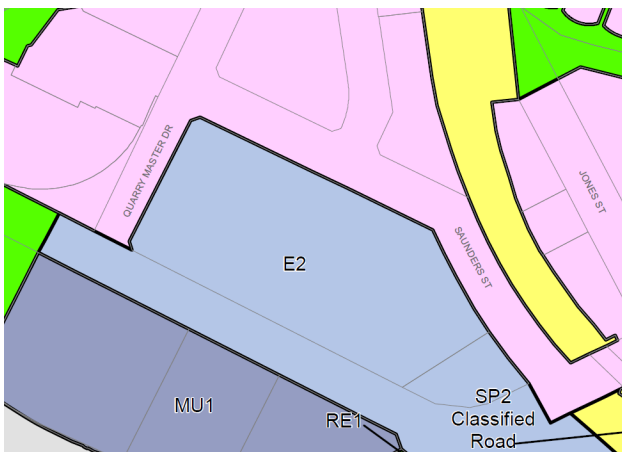 QUARRY MASTER DR
JONES ST
SAUNDERS ST
E2
MU1
RE1
SP2
Classified
Road